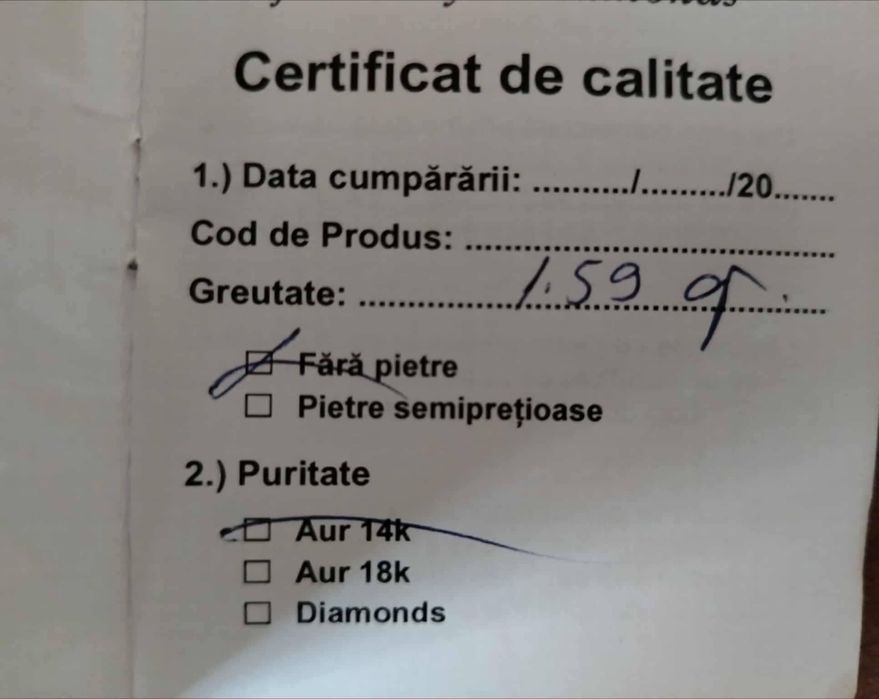 Certificat de calitate
1.) Data cumpărării: ........../........./20.......
Cod de Produs: ..........................................
Greutate: 1.59 g.
Fără pietre
Pietre semiprețioase
2.) Puritate
Aur 14k
Aur 18k
Diamonds